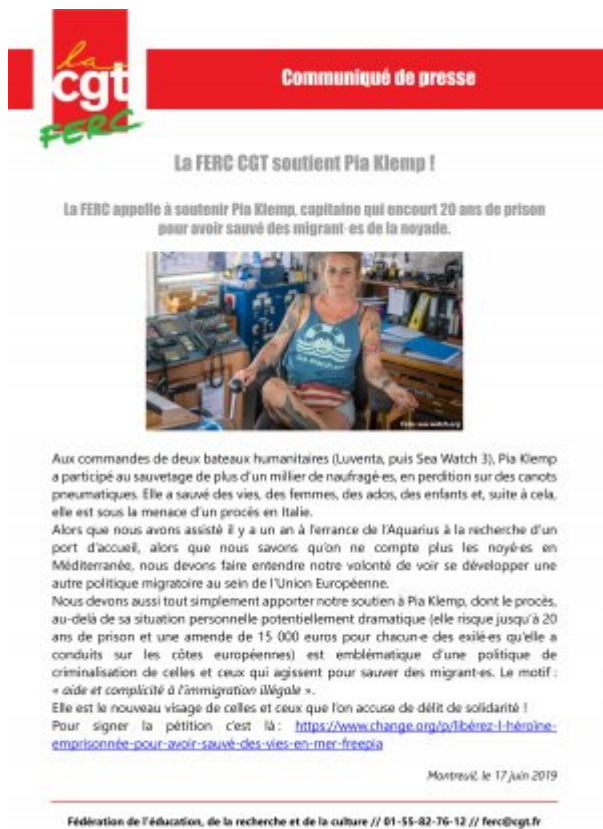 la
cgt
FERC
Communiqué de presse
La FERC CGT soutient Pia Klemp !
La FERC appelle à soutenir Pia Klemp, capitaine qui encourt 20 ans de prison
pour avoir sauvé des migrant·es de la noyade.
Aux commandes de deux bateaux humanitaires (Luventa, puis Sea Watch 3), Pia Klemp
a participé au sauvetage de plus d'un millier de naufragé·es, en perdition sur des canots
pneumatiques. Elle a sauvé des vies, des femmes, des ados, des enfants et, suite à cela,
elle est sous la menace d'un procès en Italie.
Alors que nous avons assisté il y a un an à l'errance de l'Aquarius à la recherche d'un
port d'accueil, alors que nous savons qu'on ne compte plus les noyé·es en
Méditerranée, nous devons faire entendre notre volonté de voir se développer une
autre politique migratoire au sein de l'Union Européenne.
Nous devons aussi tout simplement apporter notre soutien à Pia Klemp, dont le procès,
au-delà de sa situation personnelle potentiellement dramatique (elle risque jusqu'à 20
ans de prison et une amende de 15 000 euros pour chacun·e des exilé·es qu'elle a
conduits sur les côtes européennes) est emblématique d'une politique de
criminalisation de celles et ceux qui agissent pour sauver des migrant·es. Le motif :
« aide et complicité à l'immigration illégale ».
Elle est le nouveau visage de celles et ceux que l'on accuse de délit de solidarité !
Pour signer la pétition c'est là : https://www.change.org/p/libérez-l-héroïne-
emprisonnée-pour-avoir-sauvé-des-vies-en-mer-freepia
Montreuil, le 17 juin 2019
Fédération de l'éducation, de la recherche et de la culture // 01-55-82-76-12 // ferc@cgt.fr